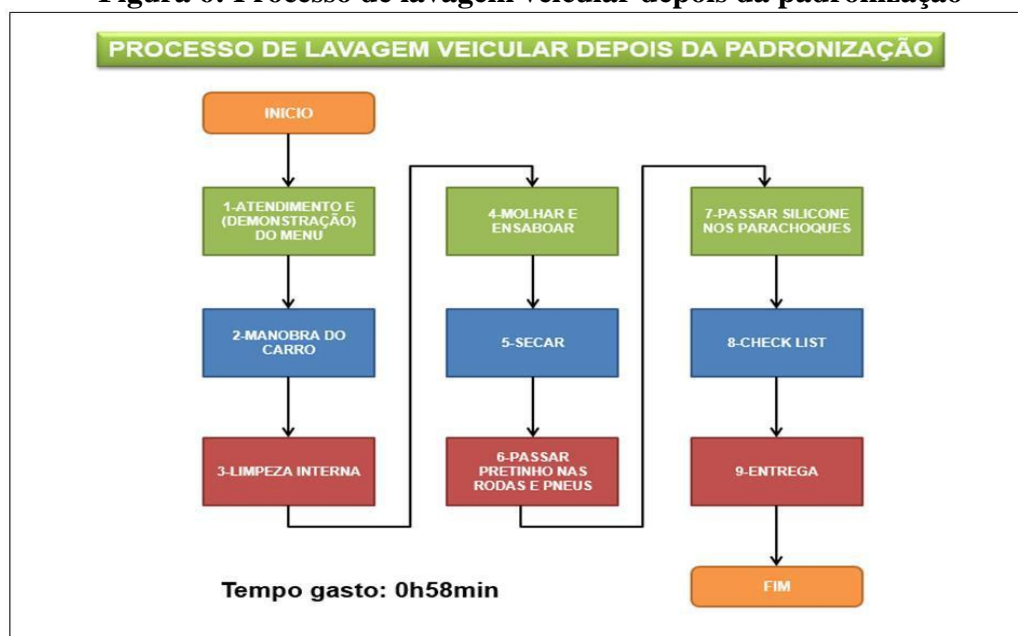 Figura 6: Processo de lavagem veicular depois da padronização
PROCESSO DE LAVAGEM VEICULAR DEPOIS DA PADRONIZAÇÃO
INICIO
1-ATENDIMENTO E
(DEMONSTRAÇÃO)
DO MENU
2-MANOBRA DO
CARRO
3-LIMPEZA INTERNA
4-MOLHAR E
ENSABOAR
5-SECAR
6-PASSAR
PRETINHO NAS
RODAS E PNEUS
7-PASSAR SILICONE
NOS PARACHOQUES
8-CHECK LIST
9-ENTREGA
FIM
Tempo gasto: 0h58min